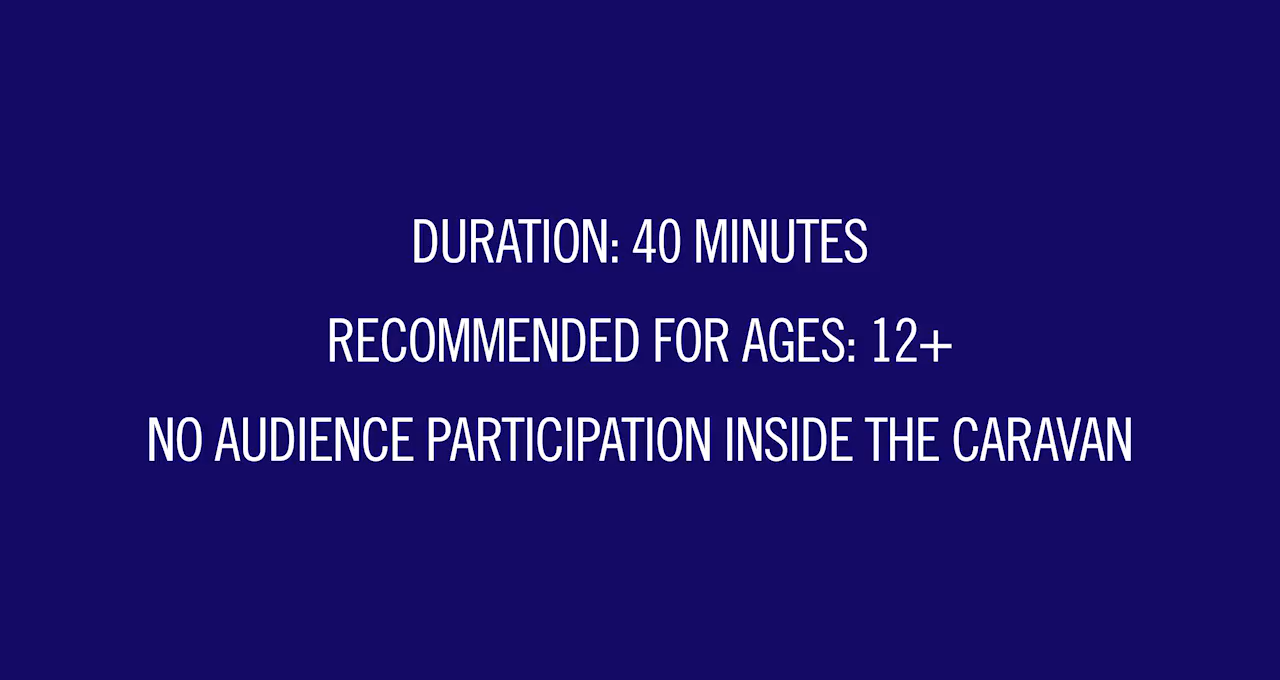 DURATION: 40 MINUTES
RECOMMENDED FOR AGES: 12+
NO AUDIENCE PARTICIPATION INSIDE THE CARAVAN